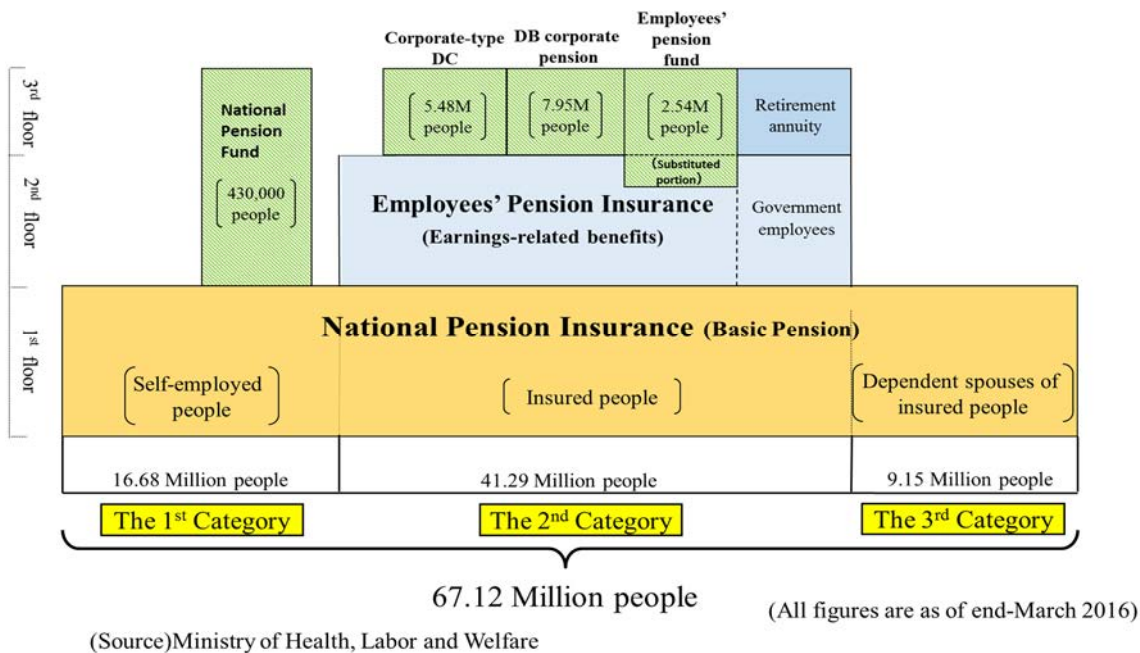 Corporate-type
DC
DB corporate
pension
Employees’
pension
fund
3rd floor
2nd floor
1st floor
National
Pension
Fund
430,000
people
5.48M
people
7.95M
people
2.54M
people
(Substituted
portion)
Retirement
annuity
Employees’ Pension Insurance
(Earnings-related benefits)
Government
employees
National Pension Insurance (Basic Pension)
Self-employed
people
Insured people
Dependent spouses of
insured people
16.68 Million people
41.29 Million people
9.15 Million people
The 1st Category
The 2nd Category
The 3rd Category
67.12 Million people
(All figures are as of end-March 2016)
(Source)Ministry of Health, Labor and Welfare